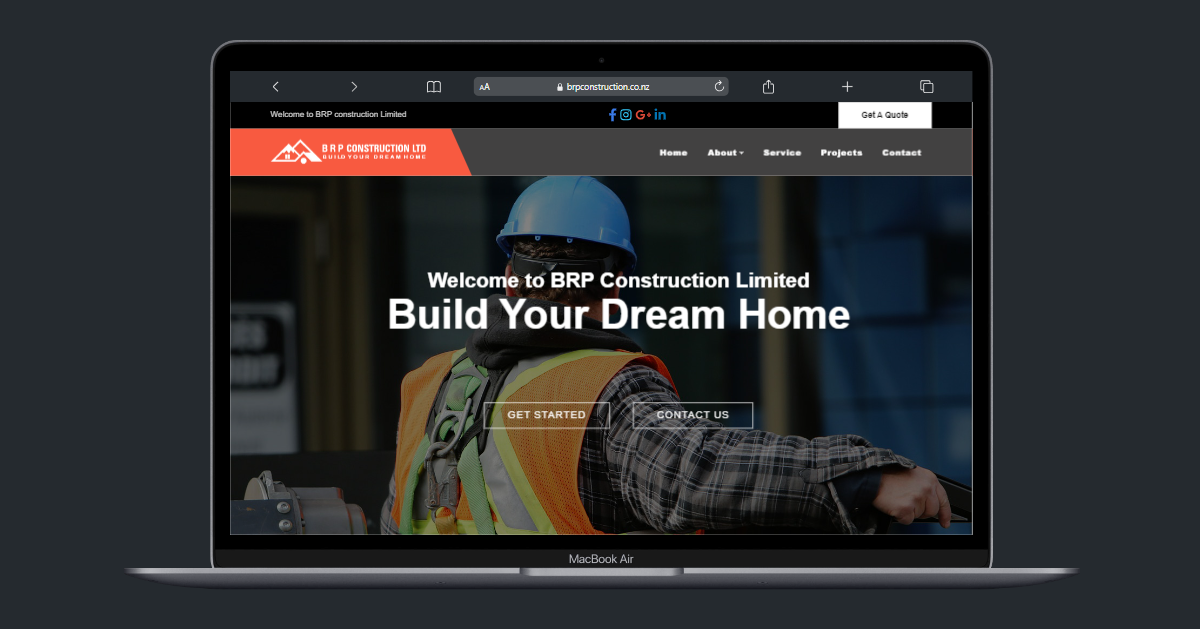 AA
brpconstruction.co.nz
Welcome to BRP construction Limited
Get A Quote
B R P CONSTRUCTION LTD
BUILD YOUR DREAM HOME
Home About Service Projects Contact
Welcome to BRP Construction Limited
Build Your Dream Home
GET STARTED
CONTACT US
MacBook Air